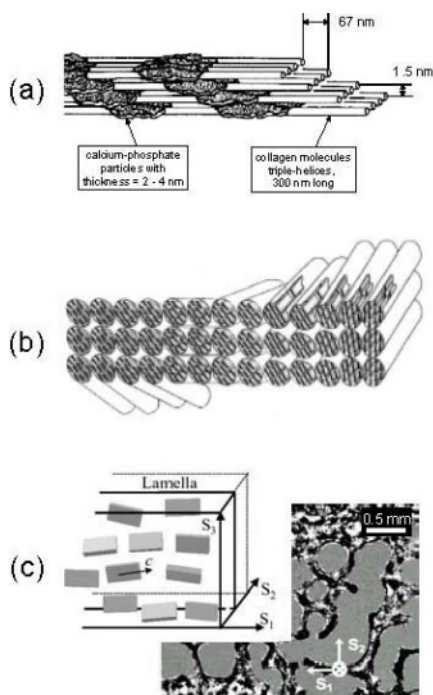 67 nm
(a)
1.5 nm
calcium-phosphate
particles with
thickness = 2 - 4 nm
collagen molecules
triple-helices,
300 nm long
(b)
(c)
Lamella
S3
c
S2
S1
0.5 mm
S2
S1